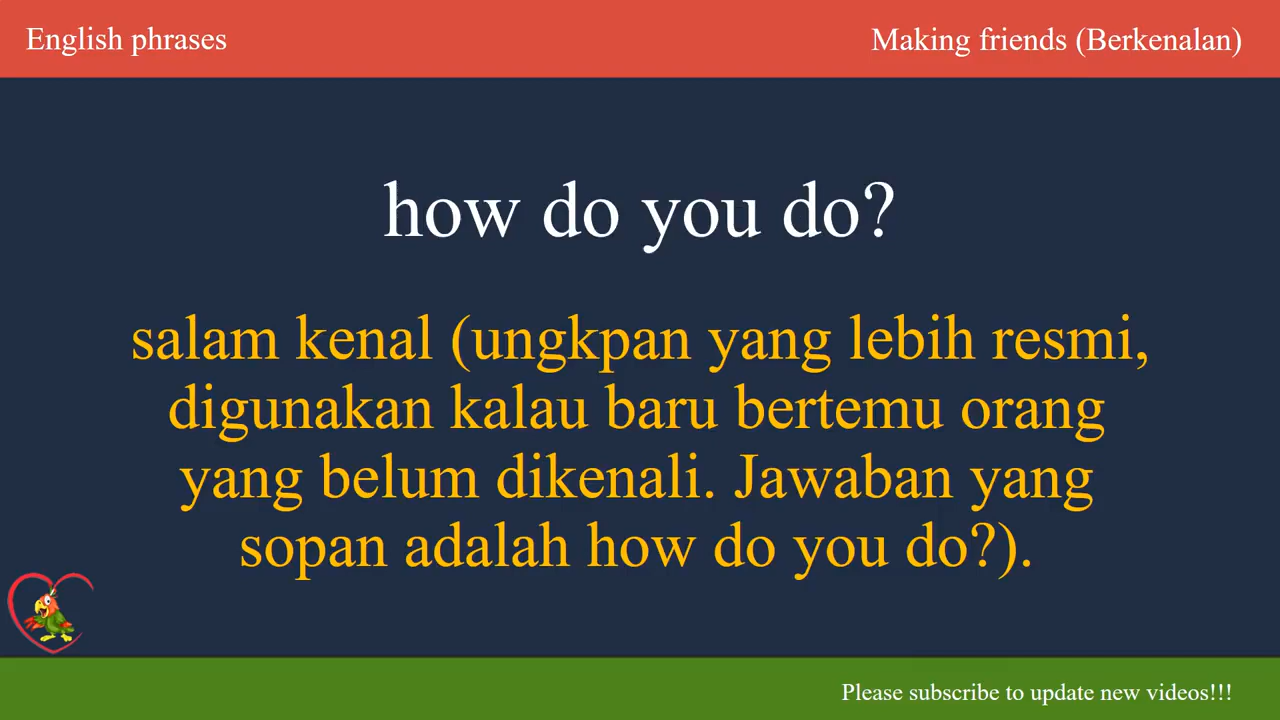 English phrases
Making friends (Berkenalan)
how do you do?
salam kenal (ungkpan yang lebih resmi,
digunakan kalau baru bertemu orang
yang belum dikenali. Jawaban yang
sopan adalah how do you do?).
Please subscribe to update new videos!!!